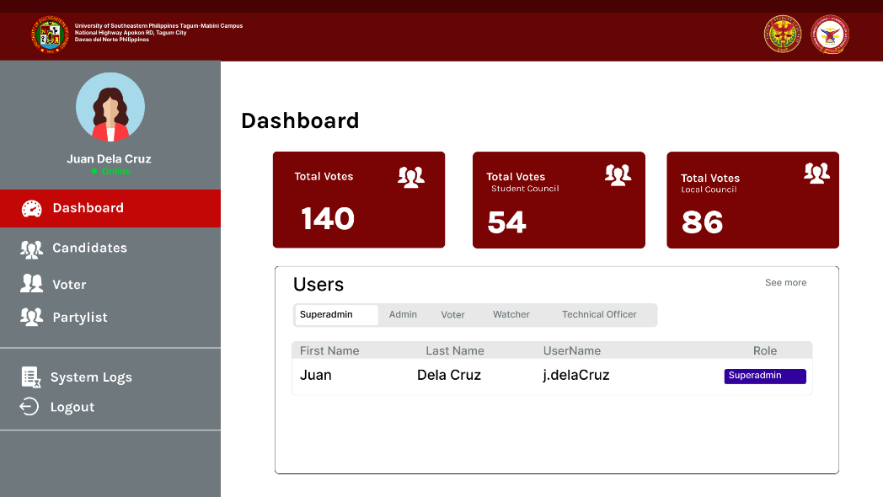 University of Southeastern Philippines Tagum-Mabini Campus
National Highway Apokon RD, Tagum City
Davao del Norte Philippines
Juan Dela Cruz
Online
Dashboard
Candidates
Voter
Partylist
System Logs
Logout
Dashboard
Total Votes
140
Total Votes
Student Council
54
Total Votes
Local Council
86
Users
See more
Superadmin Admin Voter Watcher Technical Officer
First Name Last Name UserName Role
Juan Dela Cruz j.delaCruz Superadmin